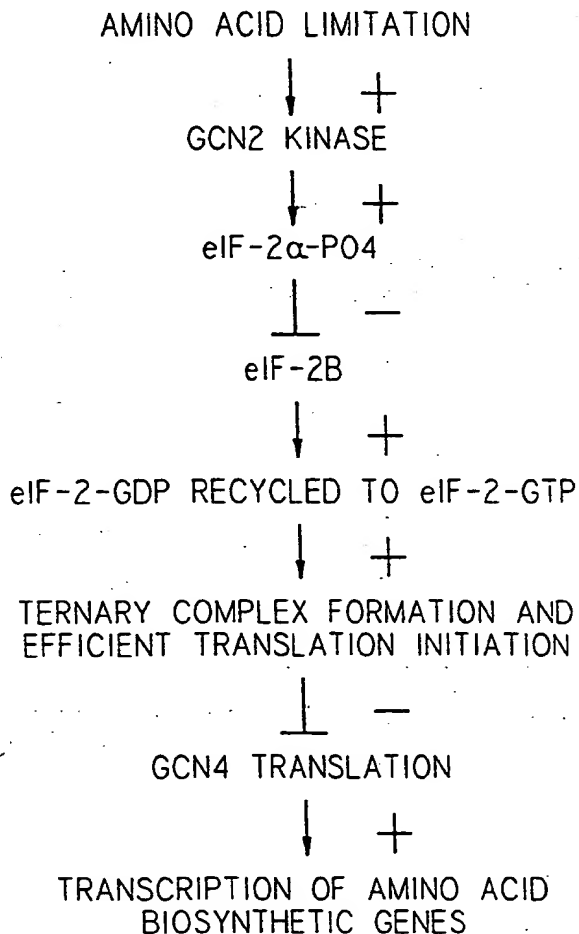 AMINO ACID LIMITATION
+
GCN2 KINASE
+
eIF-2α-PO4
−
eIF-2B
+
eIF-2-GDP RECYCLED TO eIF-2-GTP
+
TERNARY COMPLEX FORMATION AND
EFFICIENT TRANSLATION INITIATION
−
GCN4 TRANSLATION
+
TRANSCRIPTION OF AMINO ACID
BIOSYNTHETIC GENES